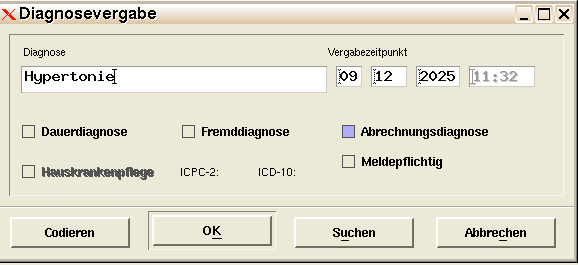 Diagnosevergabe
Diagnose Vergabezeitpunkt
Hypertonie 09 12 2025 11:32
Dauerdiagnose Fremddiagnose Abrechnungsdiagnose
Meldepflichtig
Hauskrankenpflege ICPC-2: ICD-10:
Codieren OK Suchen Abbrechen